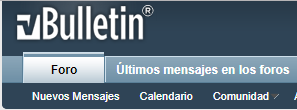 vBulletin®
Foro Últimos mensajes en los foros
Nuevos Mensajes Calendario Comunidad